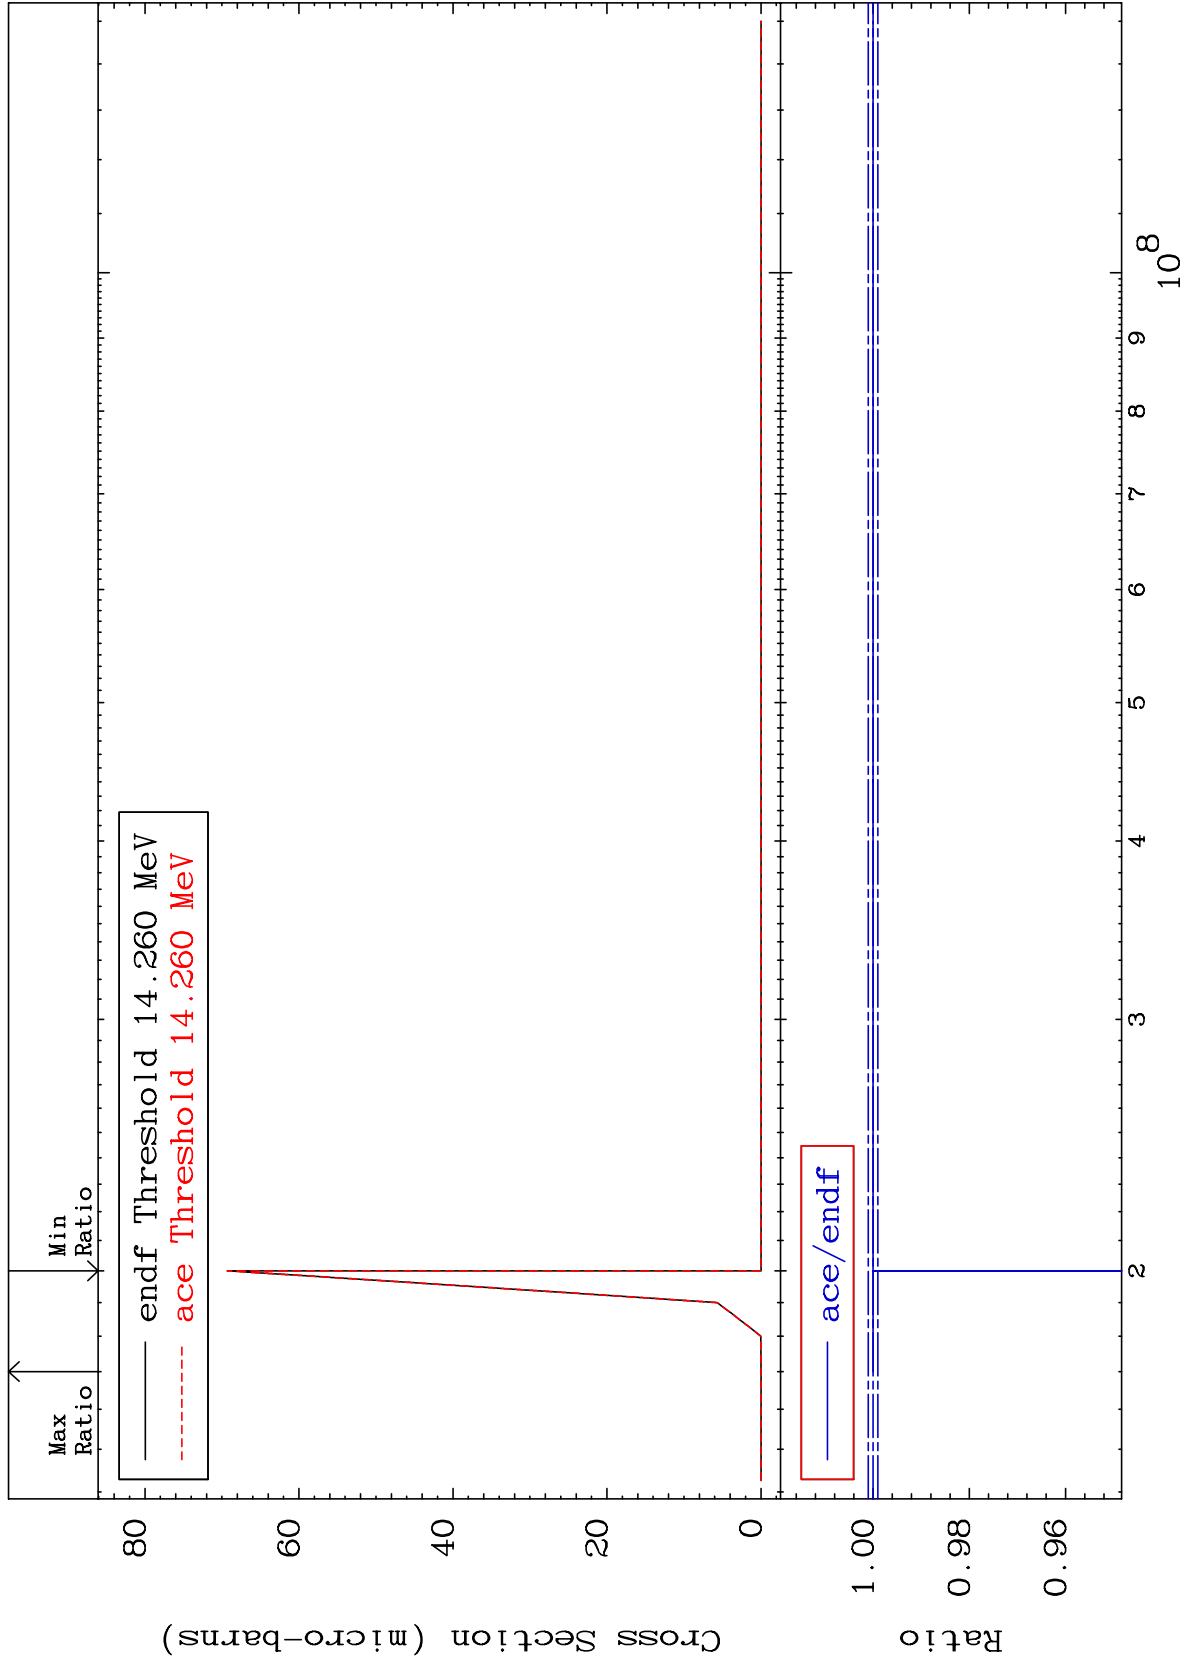 Max
Ratio
Min
Ratio
endf Threshold 14.260 MeV
ace Threshold 14.260 MeV
80
60
40
20
0
Cross Section (micro-barns)
ace/endf
1.00
0.98
0.96
Ratio
2
3
4
5
6
7
8
9
10^8